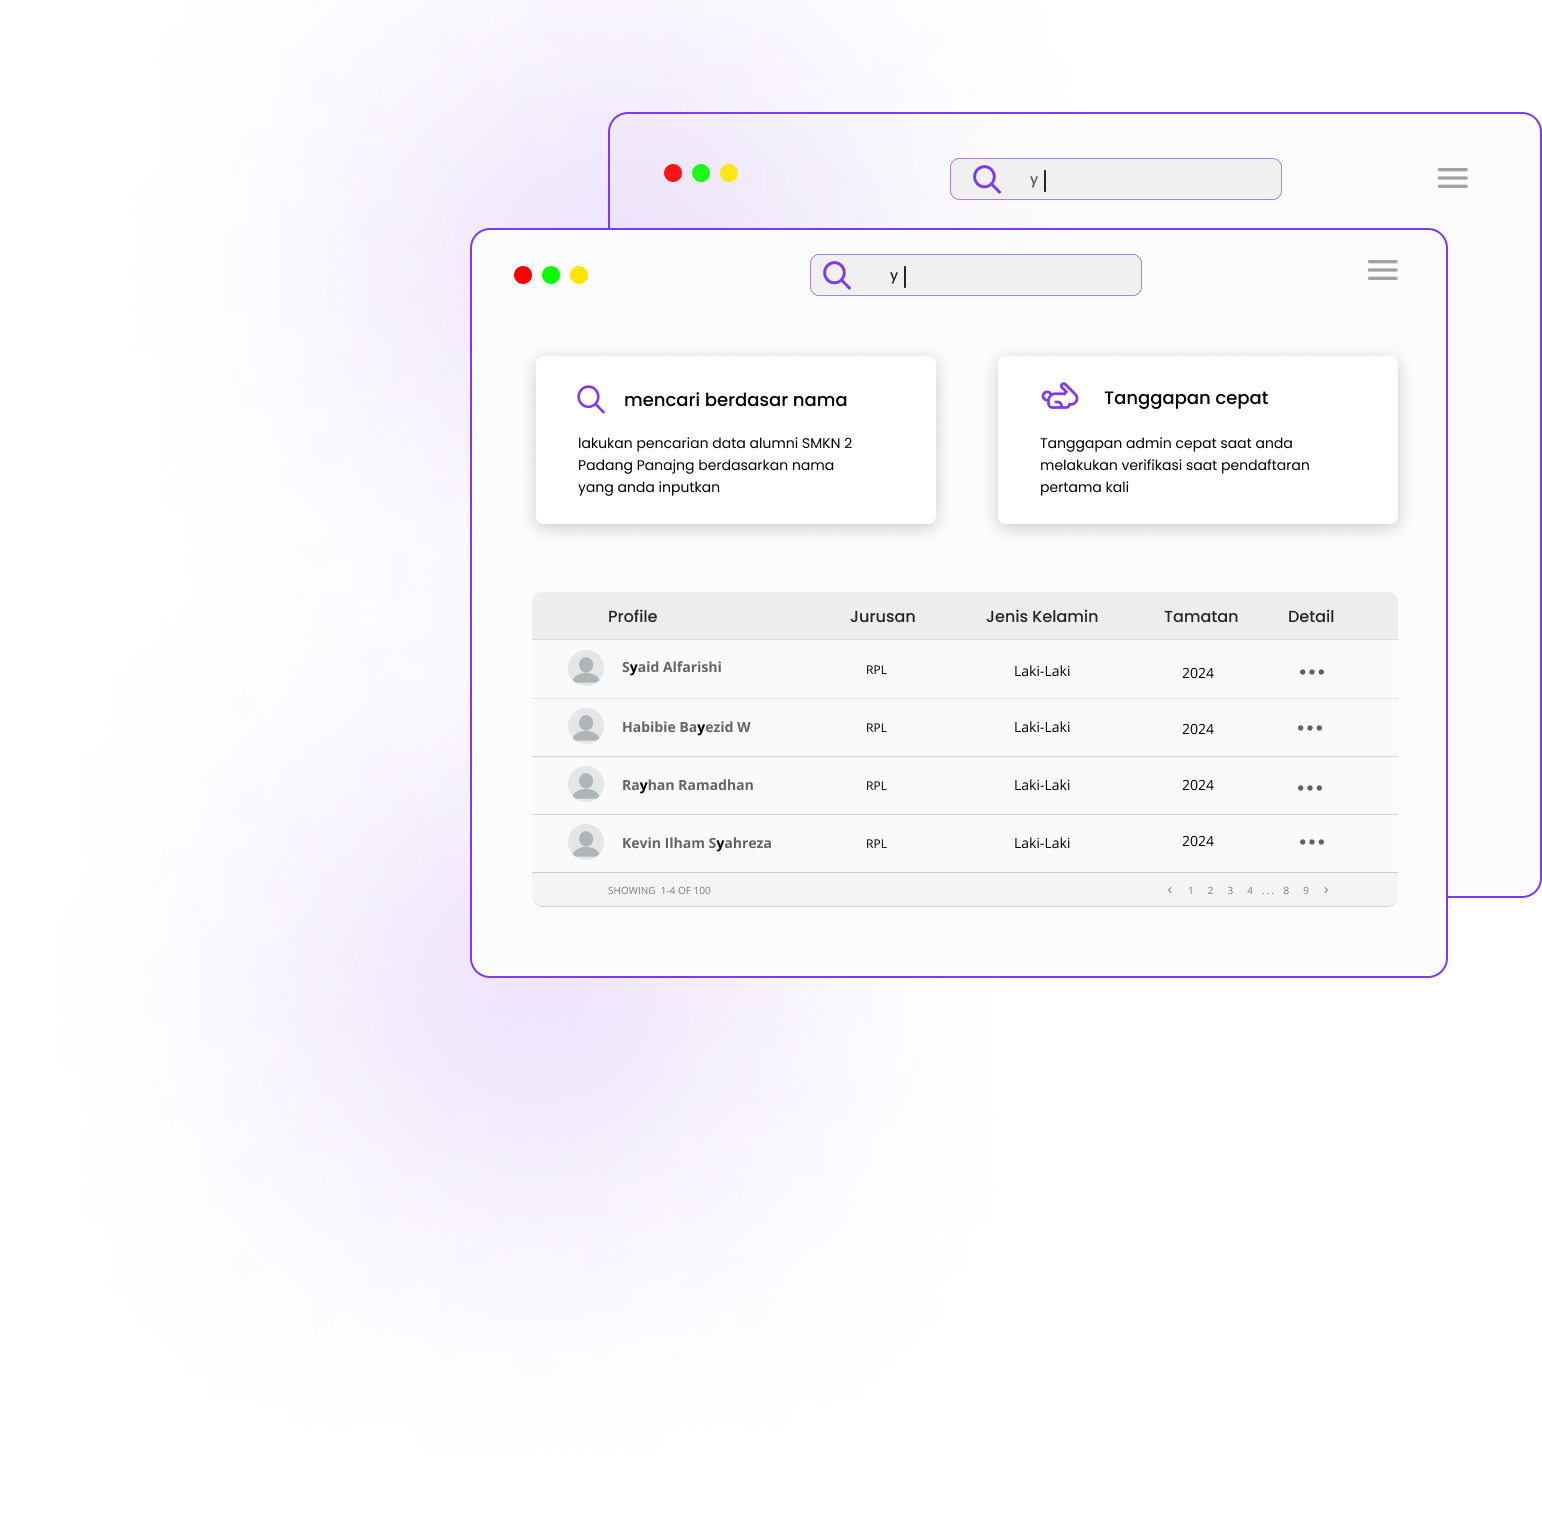 y
y
mencari berdasar nama
lakukan pencarian data alumni SMKN 2
Padang Panajng berdasarkan nama
yang anda inputkan
Tanggapan cepat
Tanggapan admin cepat saat anda
melakukan verifikasi saat pendaftaran
pertama kali
Profile Jurusan Jenis Kelamin Tamatan Detail
Syaid Alfarishi RPL Laki-Laki 2024
Habibie Bayezid W RPL Laki-Laki 2024
Rayhan Ramadhan RPL Laki-Laki 2024
Kevin Ilham Syahreza RPL Laki-Laki 2024
SHOWING 1-4 OF 100 < 1 2 3 4 ... 8 9 >